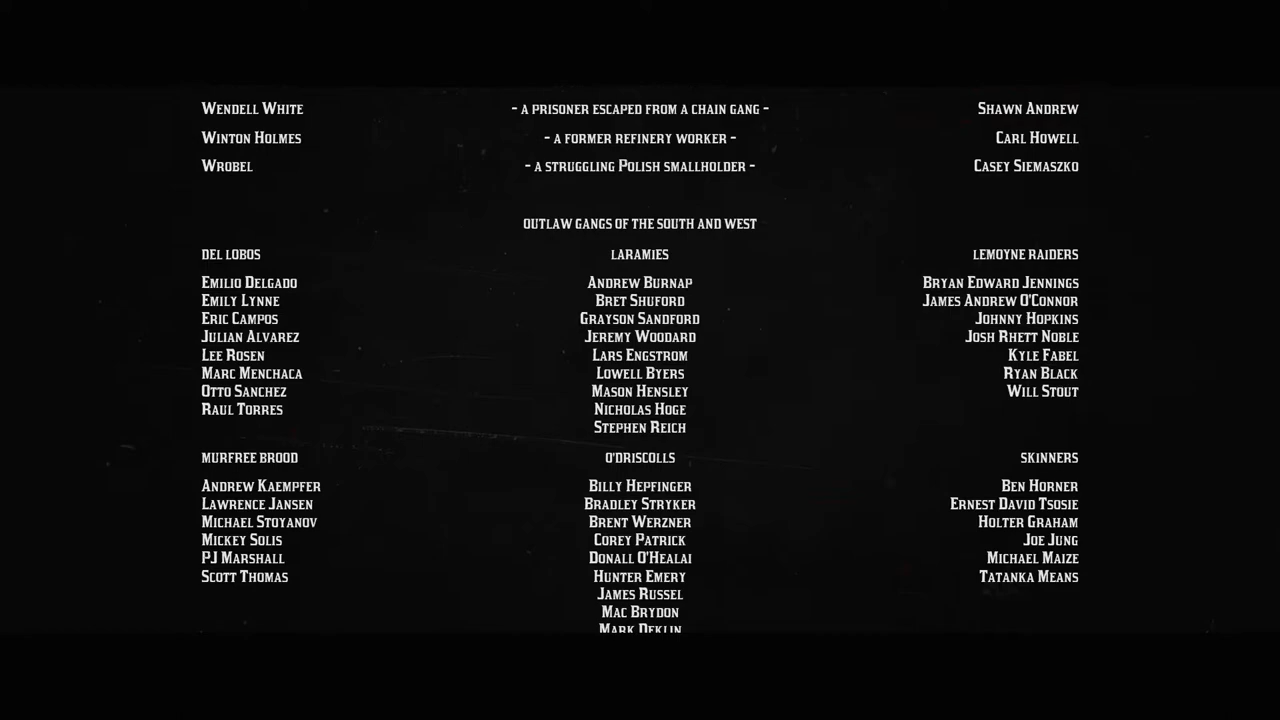 Wendell White - a prisoner escaped from a chain gang - Shawn Andrew
Winton Holmes - a former refinery worker - Carl Howell
Wrobel - a struggling Polish smallholder - Casey Siemaszko
OUTLAW GANGS OF THE SOUTH AND WEST
DEL LOBOS
Emilio Delgado
Emily Lynne
Eric Campos
Julian Alvarez
Lee Rosen
Marc Menchaca
Otto Sanchez
Raul Torres
LARAMIES
Andrew Burnap
Bret Shuford
Grayson Sandford
Jeremy Woodard
Lars Engstrom
Lowell Byers
Mason Hensley
Nicholas Hoge
Stephen Reich
LEMOYNE RAIDERS
Bryan Edward Jennings
James Andrew O'Connor
Johnny Hopkins
Josh Rhett Noble
Kyle Fabel
Ryan Black
Will Stout
MURFREE BROOD
Andrew Kaempfer
Lawrence Jansen
Michael Stoyanov
Mickey Solis
PJ Marshall
Scott Thomas
O'DRISCOLLS
Billy Hepfinger
Bradley Stryker
Brent Werzner
Corey Patrick
Donall O'Healai
Hunter Emery
James Russel
Mac Brydon
Mark Deklin
SKINNERS
Ben Horner
Ernest David Tsosie
Holter Graham
Joe Jung
Michael Maize
Tatanka Means